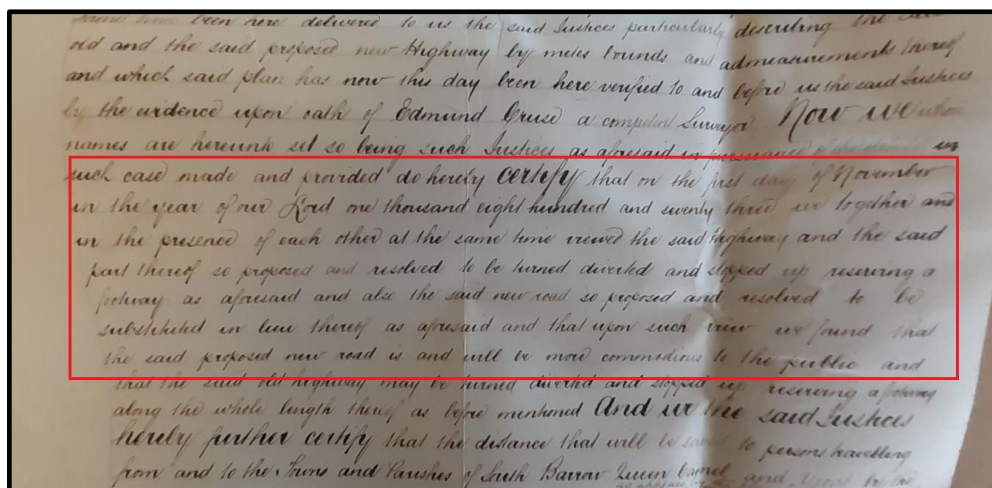 same time been here delivered to us the said Justices particularly describing the said
old and the said proposed new Highway by metes bounds and admeasurements thereof
and which said place has now this day been here verified to and before us the said Justices
by the evidence upon oath of Edmund Cruse a competent Surveyor Now we whose
names are hereunto set so being such Justices as aforesaid in pursuance of the
such case made and provided do hereby certify that on the first day of November
in the year of our Lord one thousand eight hundred and seventy three we together and
in the presence of each other at the same time viewed the said Highway and the said
part thereof so proposed and resolved to be turned diverted and stopped up reserving a
footway as aforesaid and also the said new road so proposed and resolved to be
substituted in lieu thereof as aforesaid and that upon such view we found that
the said proposed new road is and will be more commodious to the public and
that the said old highway may be turned diverted and stopped up reserving a footway
along the whole length thereof as before mentioned And we the said Justices
hereby further certify that the distance that will be saved to persons travelling
from and to the Towns and Parishes of South Barrow Queen Camel and